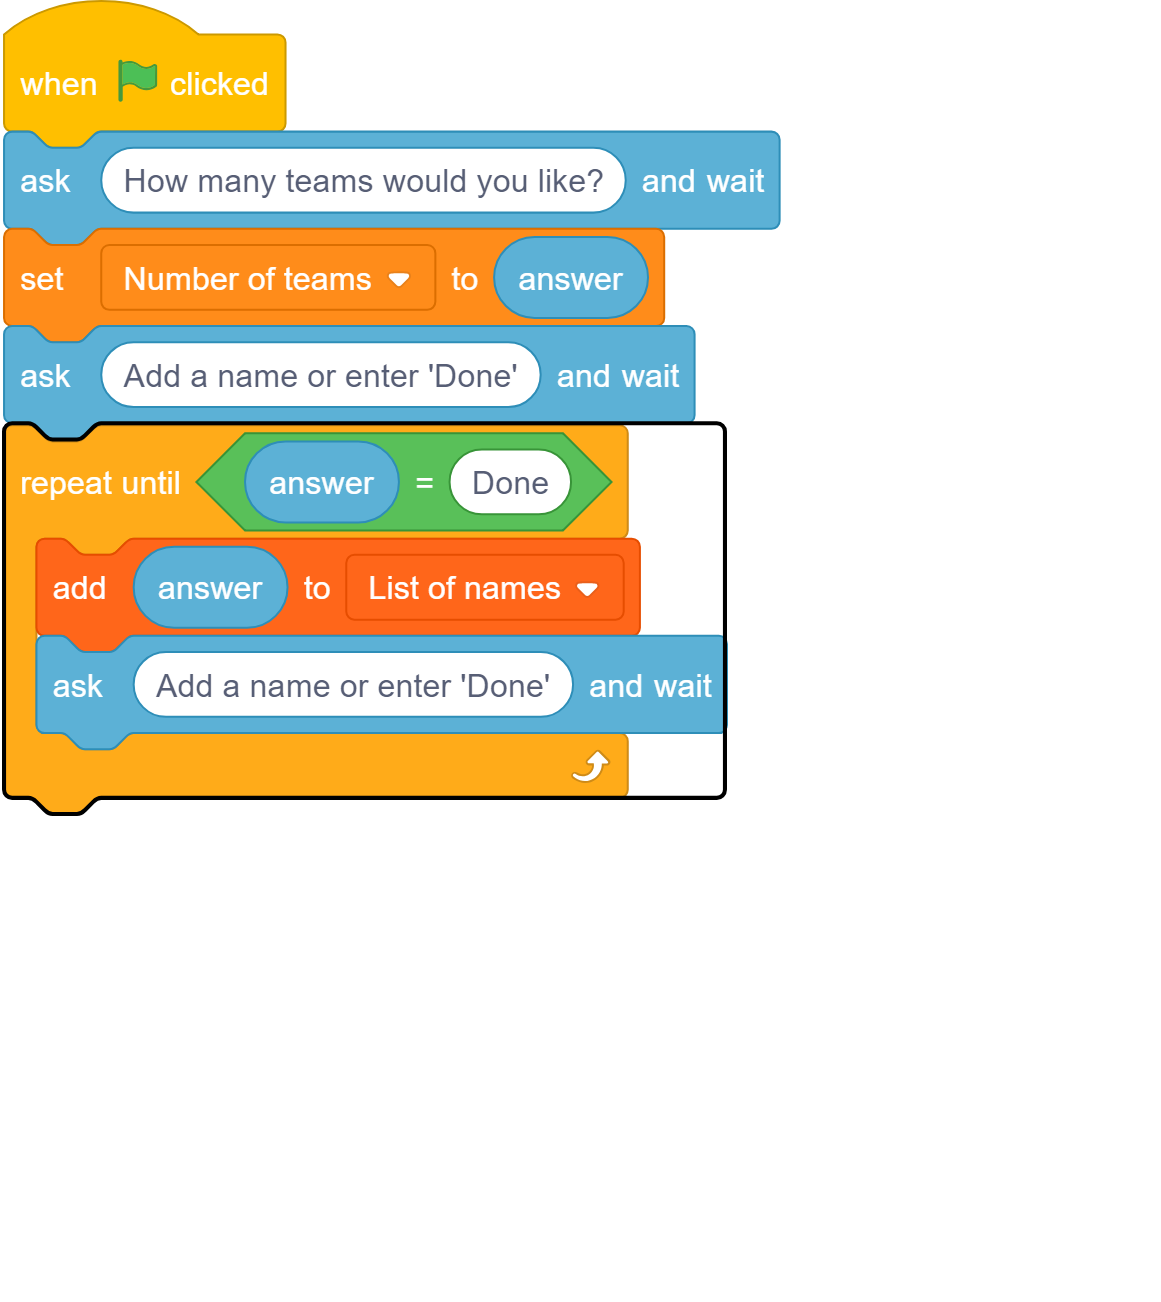 when clicked
ask How many teams would you like? and wait
set Number of teams to answer
ask Add a name or enter 'Done' and wait
repeat until answer = Done
add answer to List of names
ask Add a name or enter 'Done' and wait